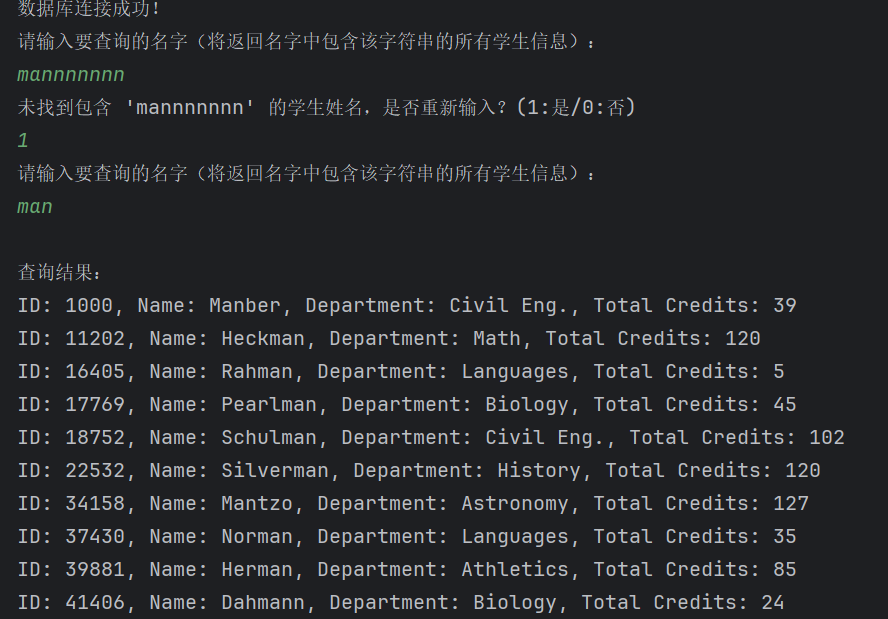 数据库连接成功！
请输入要查询的名字（将返回名字中包含该字符串的所有学生信息）：
mannnnnnn
未找到包含 'mannnnnnn' 的学生姓名，是否重新输入？(1:是/0:否)
1
请输入要查询的名字（将返回名字中包含该字符串的所有学生信息）：
man
查询结果：
ID: 1000, Name: Manber, Department: Civil Eng., Total Credits: 39
ID: 11202, Name: Heckman, Department: Math, Total Credits: 120
ID: 16405, Name: Rahman, Department: Languages, Total Credits: 5
ID: 17769, Name: Pearlman, Department: Biology, Total Credits: 45
ID: 18752, Name: Schulman, Department: Civil Eng., Total Credits: 102
ID: 22532, Name: Silverman, Department: History, Total Credits: 120
ID: 34158, Name: Mantzo, Department: Astronomy, Total Credits: 127
ID: 37430, Name: Norman, Department: Languages, Total Credits: 35
ID: 39881, Name: Herman, Department: Athletics, Total Credits: 85
ID: 41406, Name: Dahmann, Department: Biology, Total Credits: 24